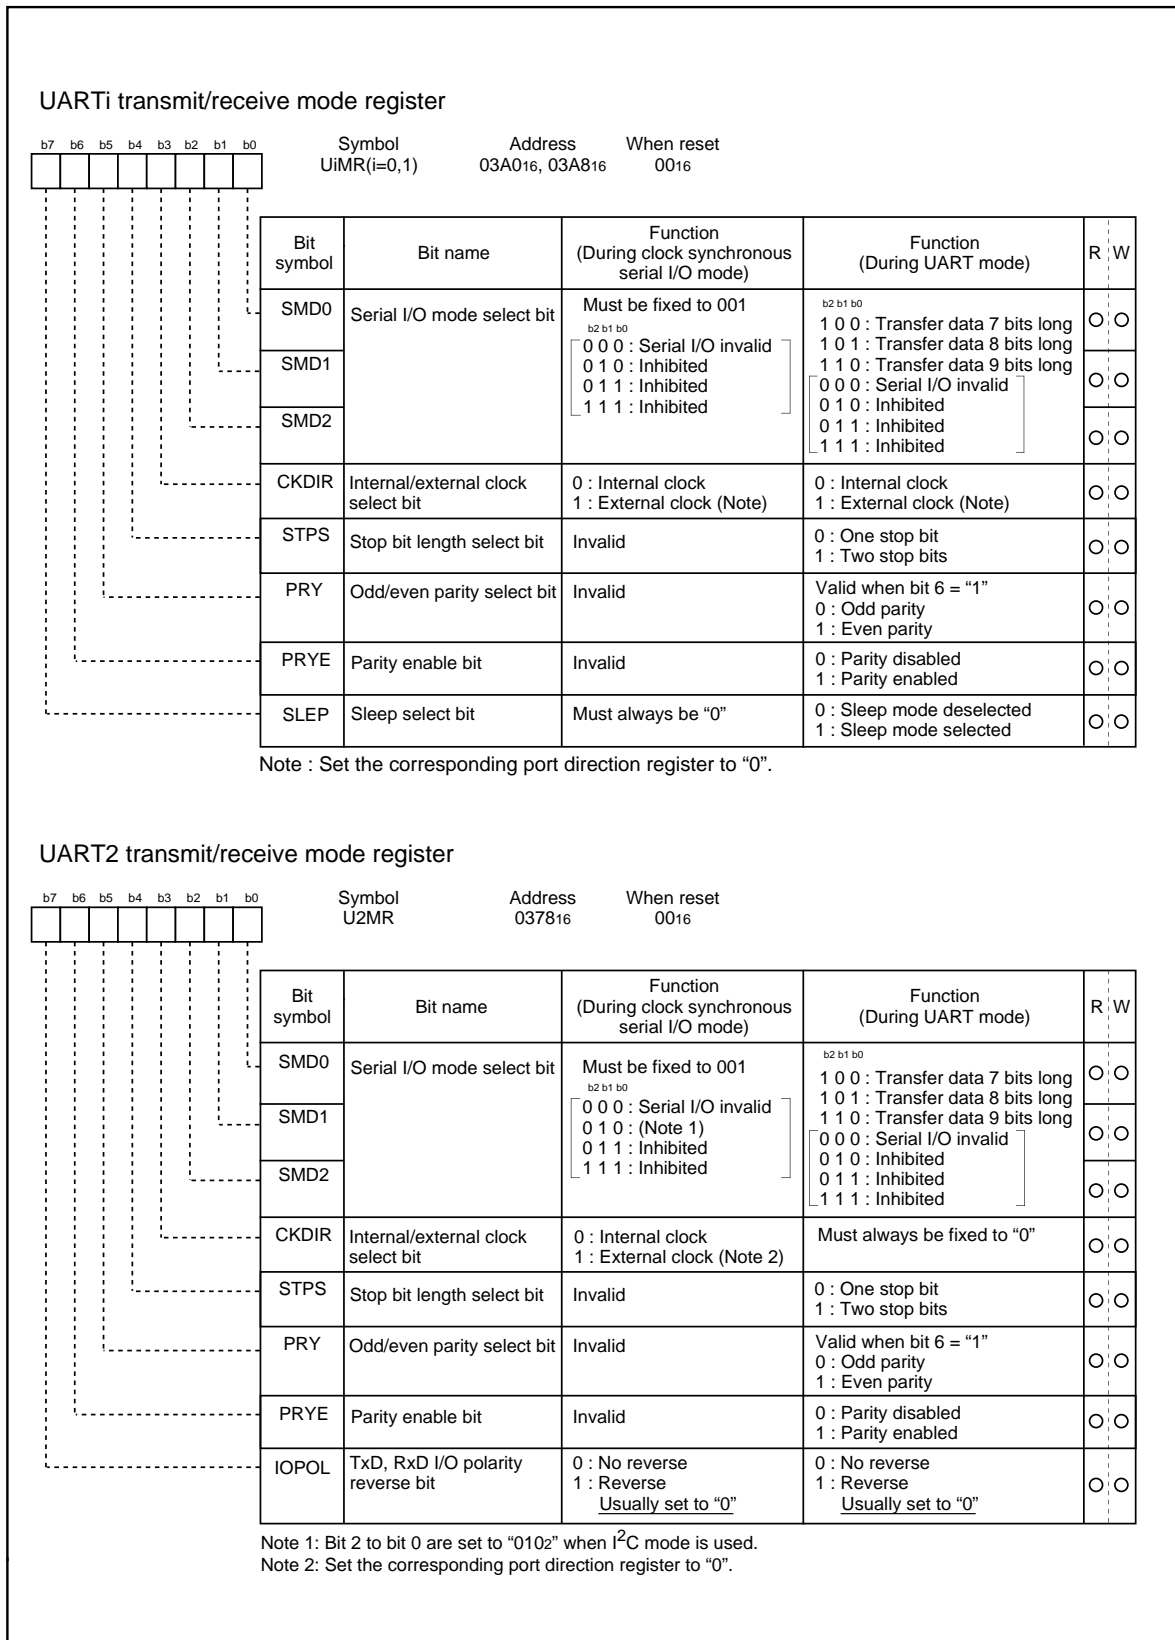 UARTi transmit/receive mode register
b7 b6 b5 b4 b3 b2 b1 b0
Symbol Address When reset
UiMR(i=0,1) 03A016, 03A816 0016
Bit symbol Bit name Function (During clock synchronous serial I/O mode) Function (During UART mode) R W
SMD0 Serial I/O mode select bit
SMD1
SMD2
Must be fixed to 001
b2 b1 b0
0 0 0 : Serial I/O invalid
0 1 0 : Inhibited
0 1 1 : Inhibited
1 1 1 : Inhibited
b2 b1 b0
1 0 0 : Transfer data 7 bits long
1 0 1 : Transfer data 8 bits long
1 1 0 : Transfer data 9 bits long
0 0 0 : Serial I/O invalid
0 1 0 : Inhibited
0 1 1 : Inhibited
1 1 1 : Inhibited
CKDIR Internal/external clock
select bit
0 : Internal clock
1 : External clock (Note)
0 : Internal clock
1 : External clock (Note)
STPS Stop bit length select bit Invalid
0 : One stop bit
1 : Two stop bits
PRY Odd/even parity select bit Invalid
Valid when bit 6 = “1”
0 : Odd parity
1 : Even parity
PRYE Parity enable bit Invalid
0 : Parity disabled
1 : Parity enabled
SLEP Sleep select bit Must always be “0”
0 : Sleep mode deselected
1 : Sleep mode selected
Note : Set the corresponding port direction register to “0”.
UART2 transmit/receive mode register
b7 b6 b5 b4 b3 b2 b1 b0
Symbol Address When reset
U2MR 037816 0016
Bit symbol Bit name Function (During clock synchronous serial I/O mode) Function (During UART mode) R W
SMD0 Serial I/O mode select bit
SMD1
SMD2
Must be fixed to 001
b2 b1 b0
0 0 0 : Serial I/O invalid
0 1 0 : (Note 1)
0 1 1 : Inhibited
1 1 1 : Inhibited
b2 b1 b0
1 0 0 : Transfer data 7 bits long
1 0 1 : Transfer data 8 bits long
1 1 0 : Transfer data 9 bits long
0 0 0 : Serial I/O invalid
0 1 0 : Inhibited
0 1 1 : Inhibited
1 1 1 : Inhibited
CKDIR Internal/external clock
select bit
0 : Internal clock
1 : External clock (Note 2)
Must always be fixed to “0”
STPS Stop bit length select bit Invalid
0 : One stop bit
1 : Two stop bits
PRY Odd/even parity select bit Invalid
Valid when bit 6 = “1”
0 : Odd parity
1 : Even parity
PRYE Parity enable bit Invalid
0 : Parity disabled
1 : Parity enabled
IOPOL TxD, RxD I/O polarity
reverse bit
0 : No reverse
1 : Reverse
Usually set to “0”
0 : No reverse
1 : Reverse
Usually set to “0”
Note 1: Bit 2 to bit 0 are set to “0102” when I2C mode is used.
Note 2: Set the corresponding port direction register to “0”.